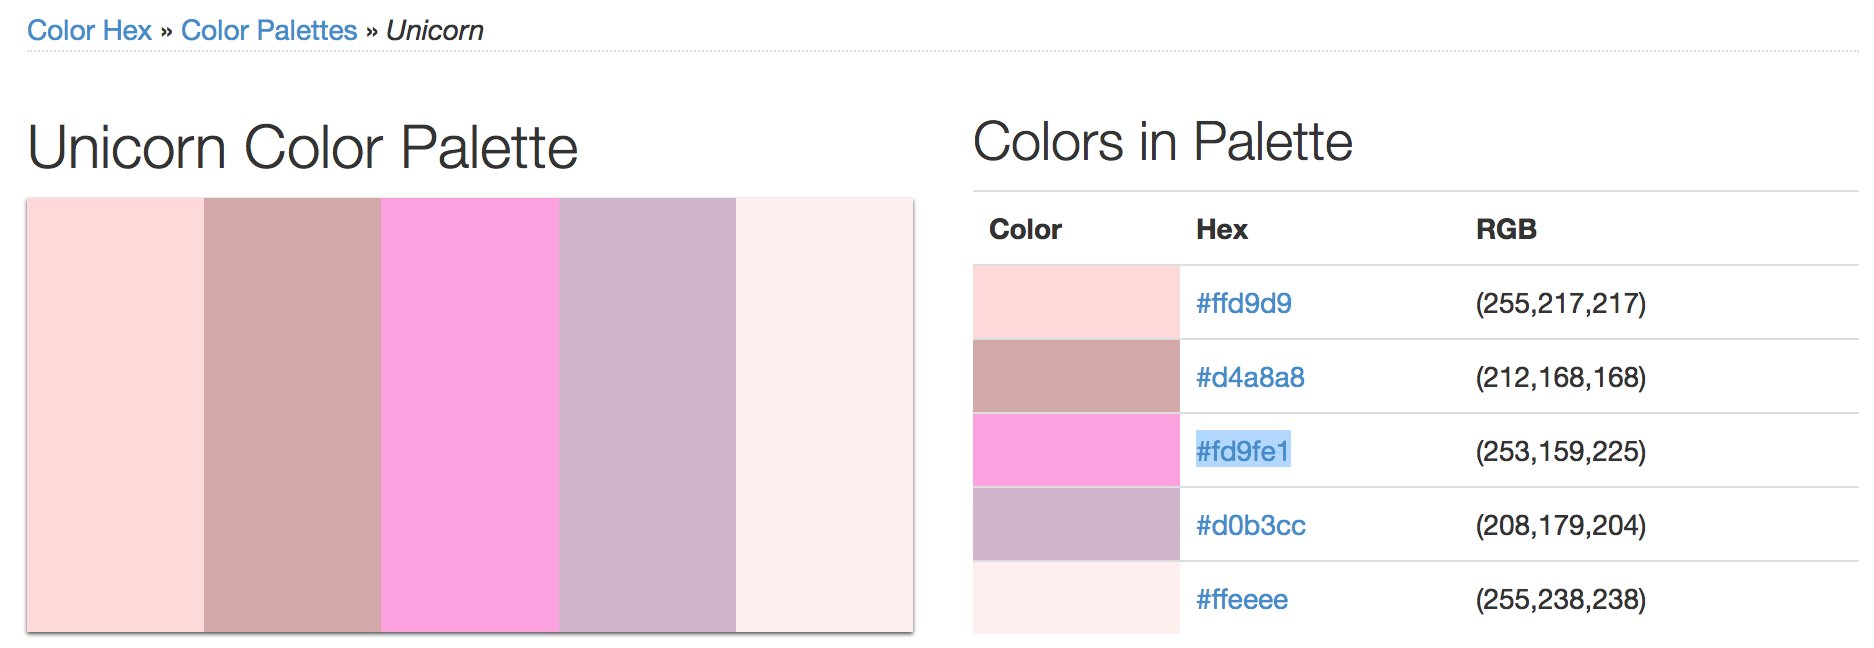 Color Hex » Color Palettes » Unicorn
Unicorn Color Palette
Colors in Palette
Color Hex RGB
#ffd9d9 (255,217,217)
#d4a8a8 (212,168,168)
#fd9fe1 (253,159,225)
#d0b3cc (208,179,204)
#ffeeee (255,238,238)